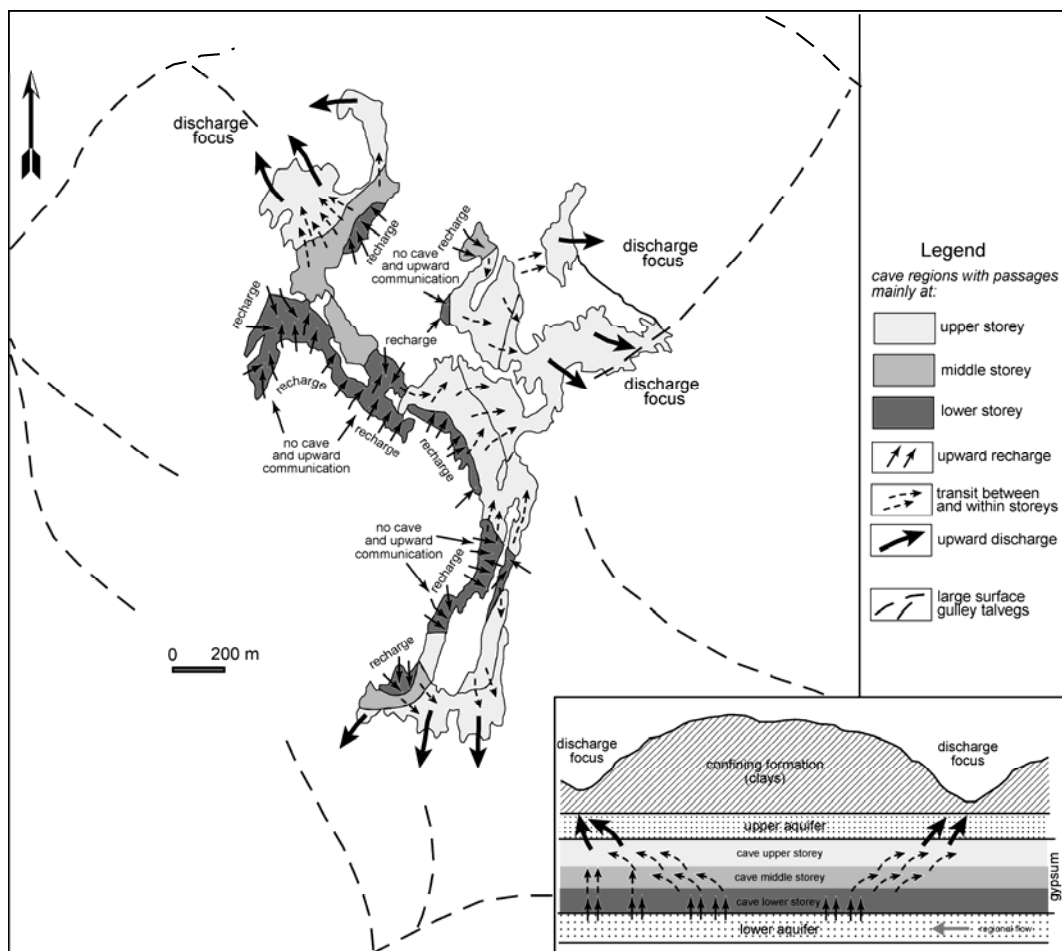 discharge
focus
recharge
recharge
no cave
and upward
communication
recharge
discharge
focus
recharge
recharge
recharge
discharge
focus
no cave
and upward
communication
recharge
recharge
no cave
and upward
communication
recharge
recharge
0 200 m
Legend
cave regions with passages
mainly at:
upper storey
middle storey
lower storey
upward recharge
transit between
and within storeys
upward discharge
large surface
gulley talvegs
discharge
focus
confining formation
(clays)
discharge
focus
upper aquifer
cave upper storey
cave middle storey
cave lower storey
gypsum
lower aquifer
regional flow